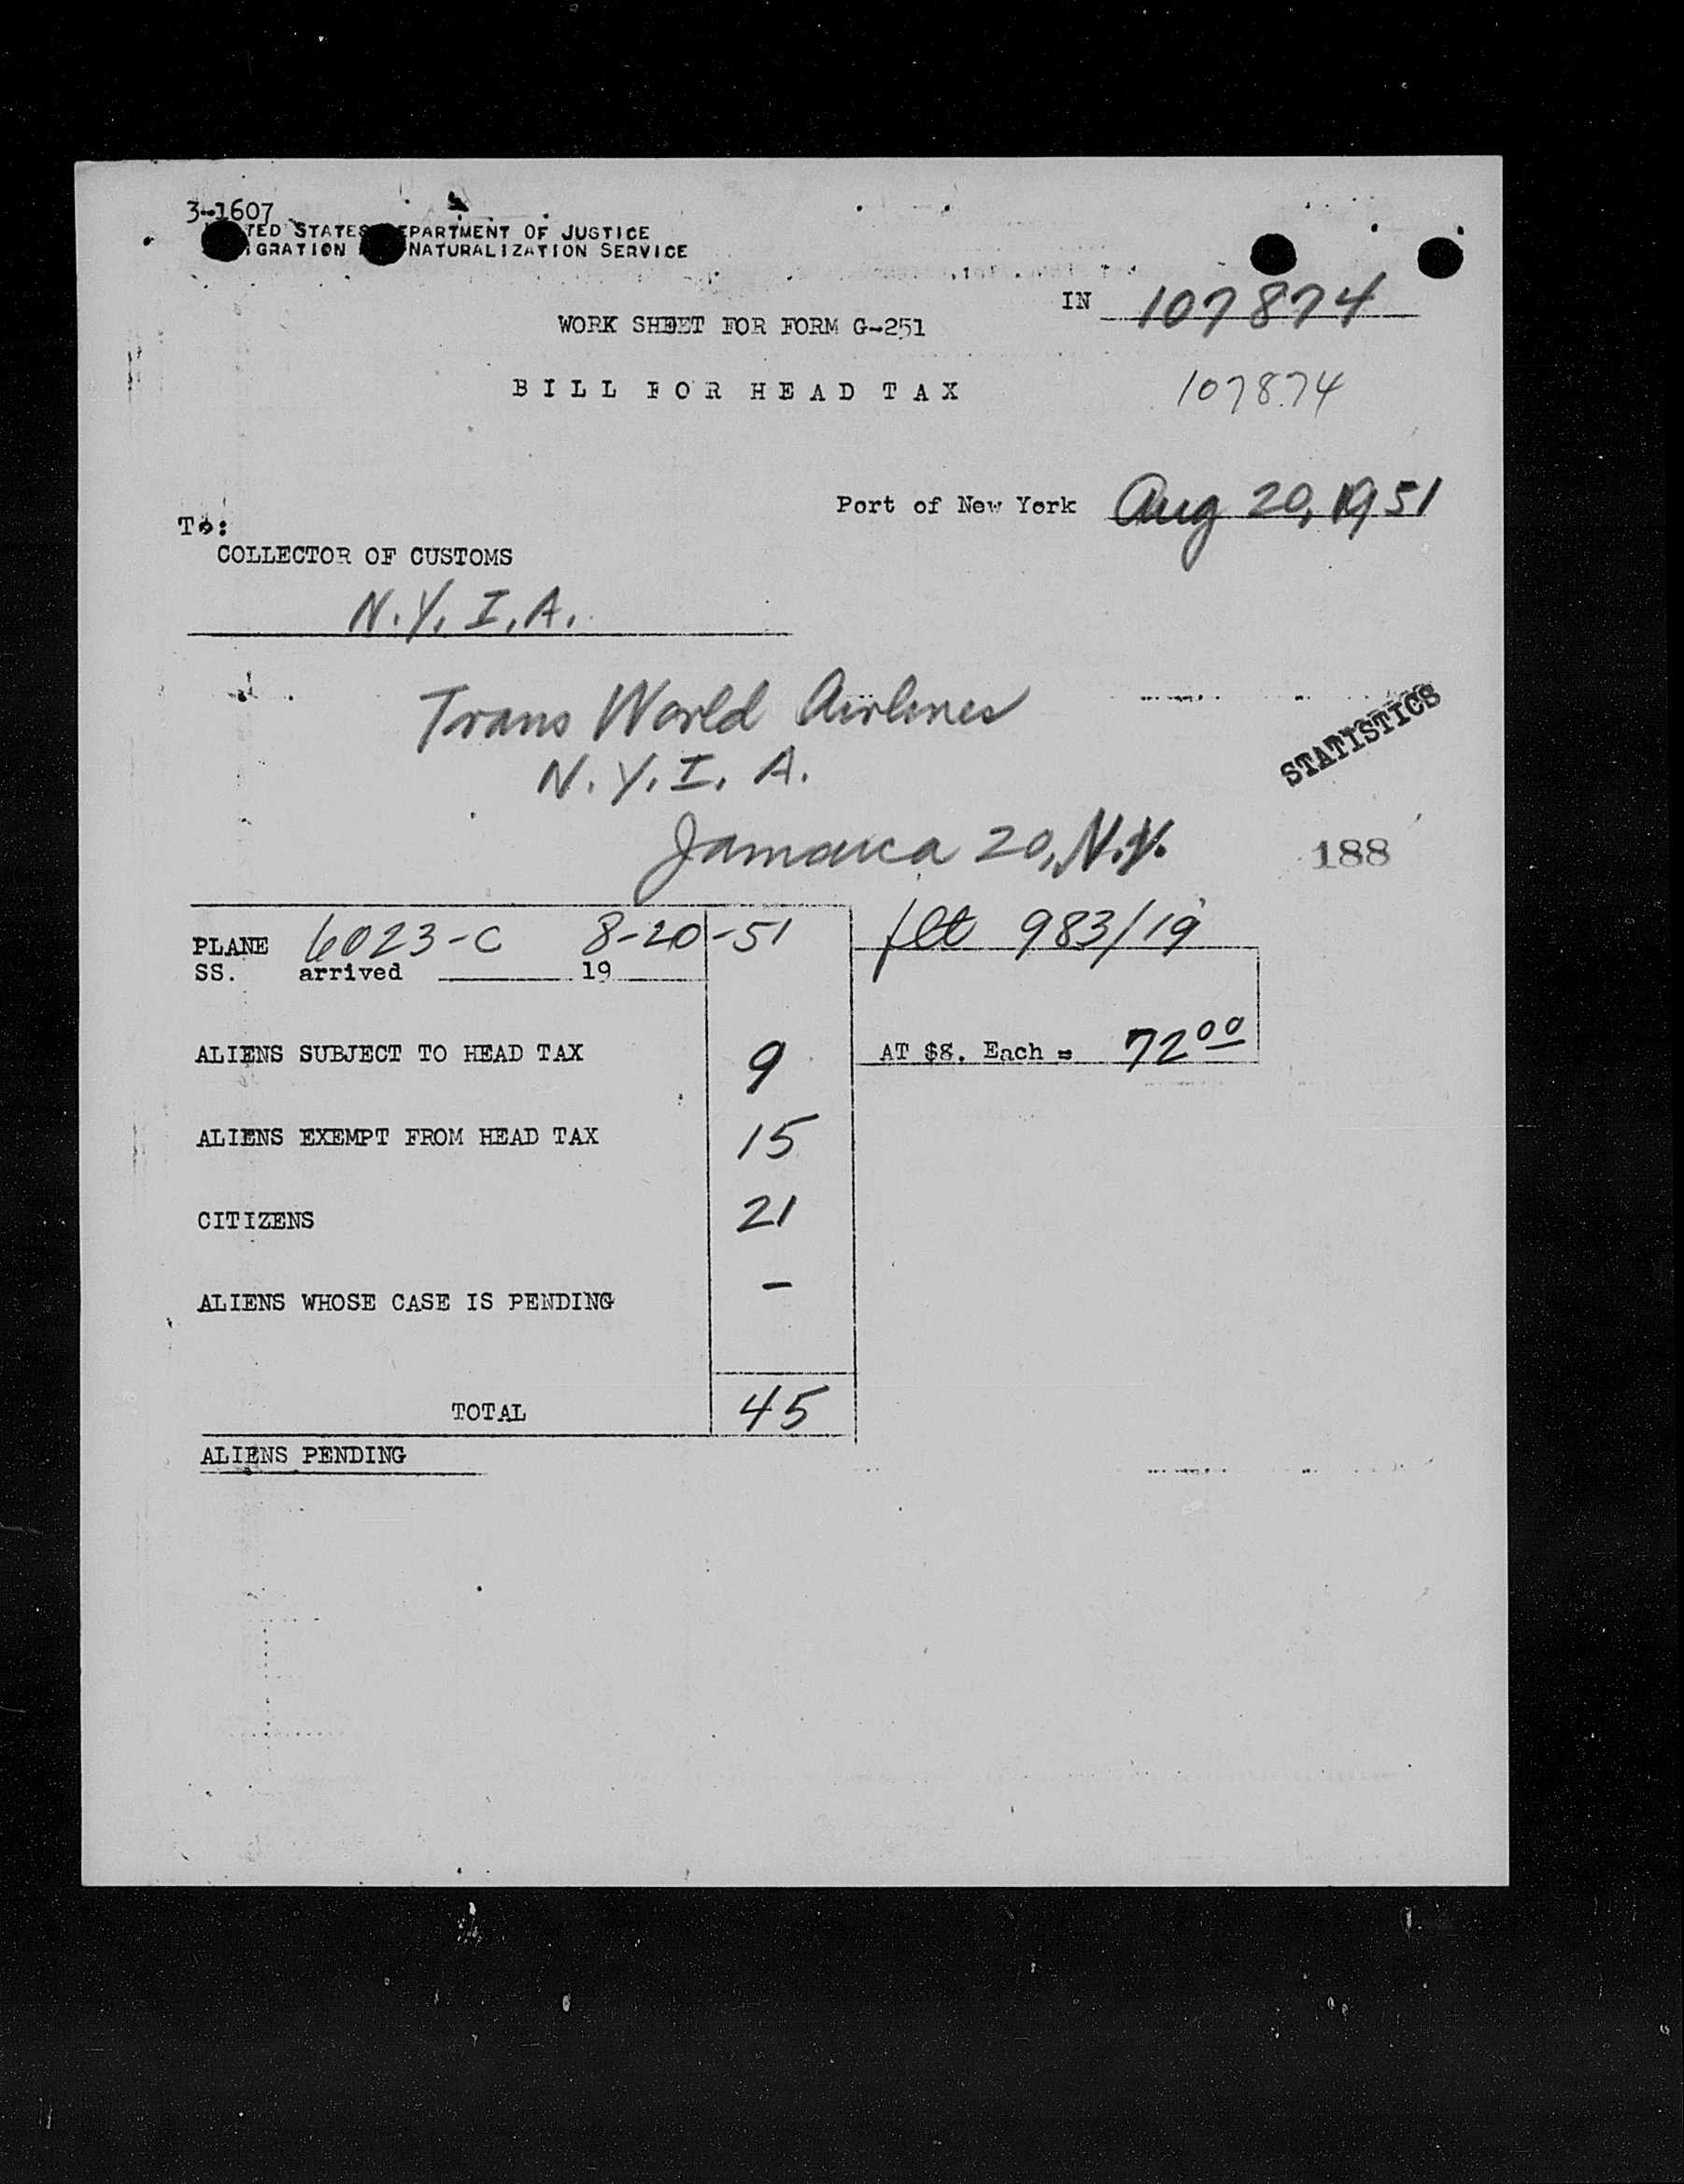 3-1607
TED STATES EPARTMENT OF JUSTICE
IGRATION NATURALIZATION SERVICE
IN 107874
WORK SHEET FOR FORM G-251
BILL FOR HEAD TAX
107874
Port of New York Aug 20, 1951
To:
COLLECTOR OF CUSTOMS
N.Y.I.A.
Trans World Airlines
N.Y.I.A.
STATISTICS
Jamaica 20, N.Y.
188
PLANE 6023-C 8-20-51 flt 983/19
SS. arrived 19
ALIENS SUBJECT TO HEAD TAX 9 AT $8. Each = 72 00
ALIENS EXEMPT FROM HEAD TAX 15
CITIZENS 21
ALIENS WHOSE CASE IS PENDING -
TOTAL 45
ALIENS PENDING